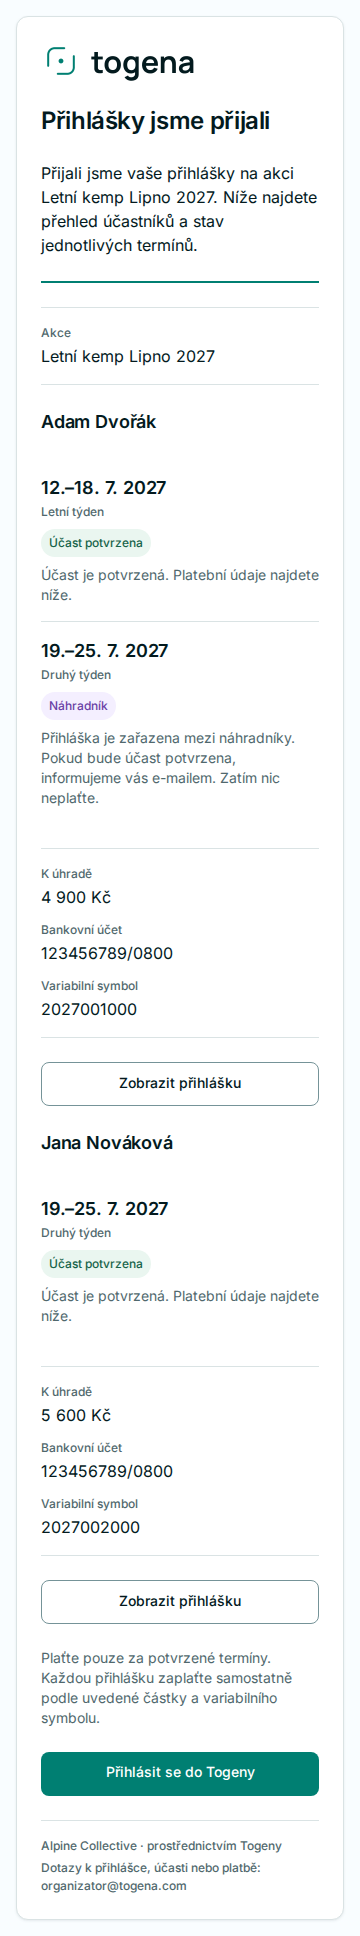 togena
Přihlášky jsme přijali
Přijali jsme vaše přihlášky na akci
Letní kemp Lipno 2027. Níže najdete
přehled účastníků a stav
jednotlivých termínů.
Akce
Letní kemp Lipno 2027
Adam Dvořák
12.–18. 7. 2027
Letní týden
Účast potvrzena
Účast je potvrzená. Platební údaje najdete
níže.
19.–25. 7. 2027
Druhý týden
Náhradník
Přihláška je zařazena mezi náhradníky.
Pokud bude účast potvrzena,
informujeme vás e-mailem. Zatím nic
neplaťte.
K úhradě
4 900 Kč
Bankovní účet
123456789/0800
Variabilní symbol
2027001000
Zobrazit přihlášku
Jana Nováková
19.–25. 7. 2027
Druhý týden
Účast potvrzena
Účast je potvrzená. Platební údaje najdete
níže.
K úhradě
5 600 Kč
Bankovní účet
123456789/0800
Variabilní symbol
2027002000
Zobrazit přihlášku
Plaťte pouze za potvrzené termíny.
Každou přihlášku zaplaťte samostatně
podle uvedené částky a variabilního
symbolu.
Přihlásit se do Togeny
Alpine Collective · prostřednictvím Togeny
Dotazy k přihlášce, účasti nebo platbě:
organizator@togena.com